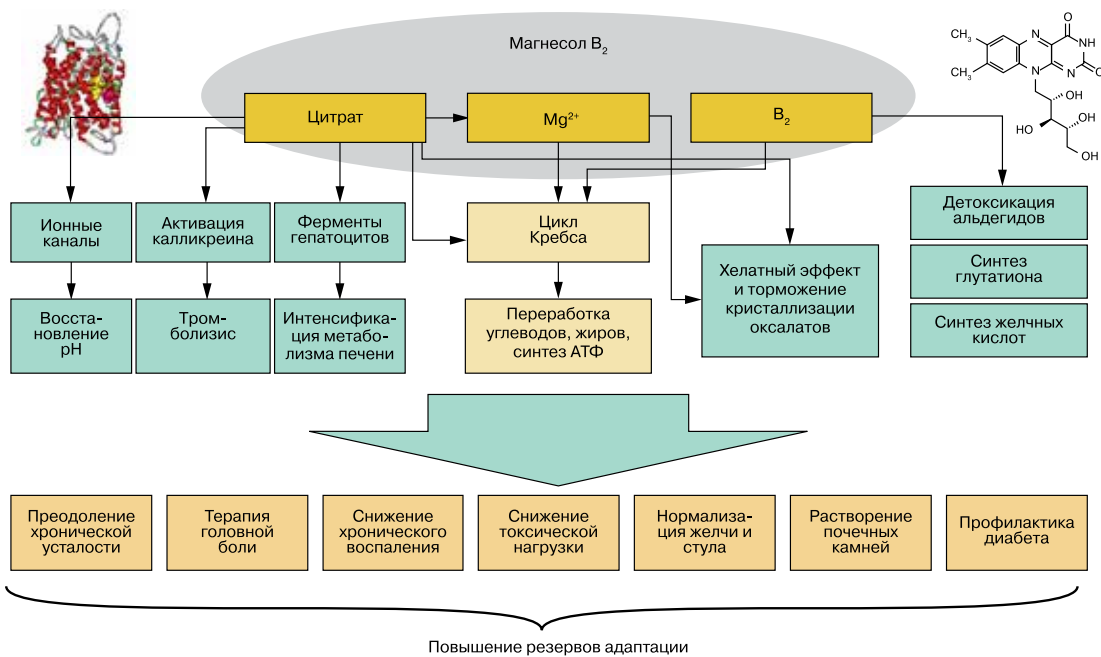 Магнесол B₂
Цитрат
Mg²⁺
B₂
CH₃
CH₃
N
N
N
O
NH
O
OH
HO
OH
OH
Ионные
каналы
Активация
калликреина
Ферменты
гепатоцитов
Цикл
Кребса
Детоксикация
альдегидов
Синтез
глутатиона
Синтез желчных
кислот
Хелатный эффект
и торможение
кристаллизации
оксалатов
Восста-
новление
pH
Тром-
болизис
Интенсифика-
ция метабо-
лизма печени
Переработка
углеводов, жиров,
синтез АТФ
Преодоление
хронической
усталости
Терапия
головной
боли
Снижение
хронического
воспаления
Снижение
токсической
нагрузки
Нормализа-
ция желчи и
стула
Растворение
почечных
камней
Профилактика
диабета
Повышение резервов адаптации